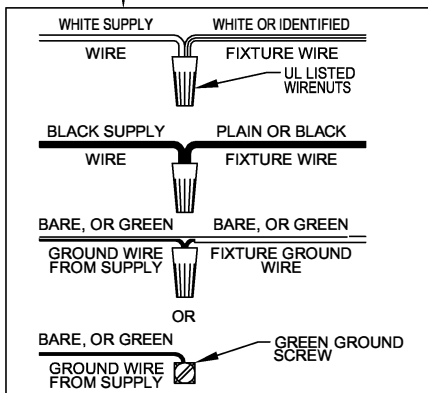 WHITE SUPPLY WHITE OR IDENTIFIED
WIRE FIXTURE WIRE
UL LISTED
WIRENUTS
BLACK SUPPLY PLAIN OR BLACK
WIRE FIXTURE WIRE
BARE, OR GREEN BARE, OR GREEN
GROUND WIRE FIXTURE GROUND
FROM SUPPLY WIRE
OR
BARE, OR GREEN GREEN GROUND
SCREW
GROUND WIRE
FROM SUPPLY